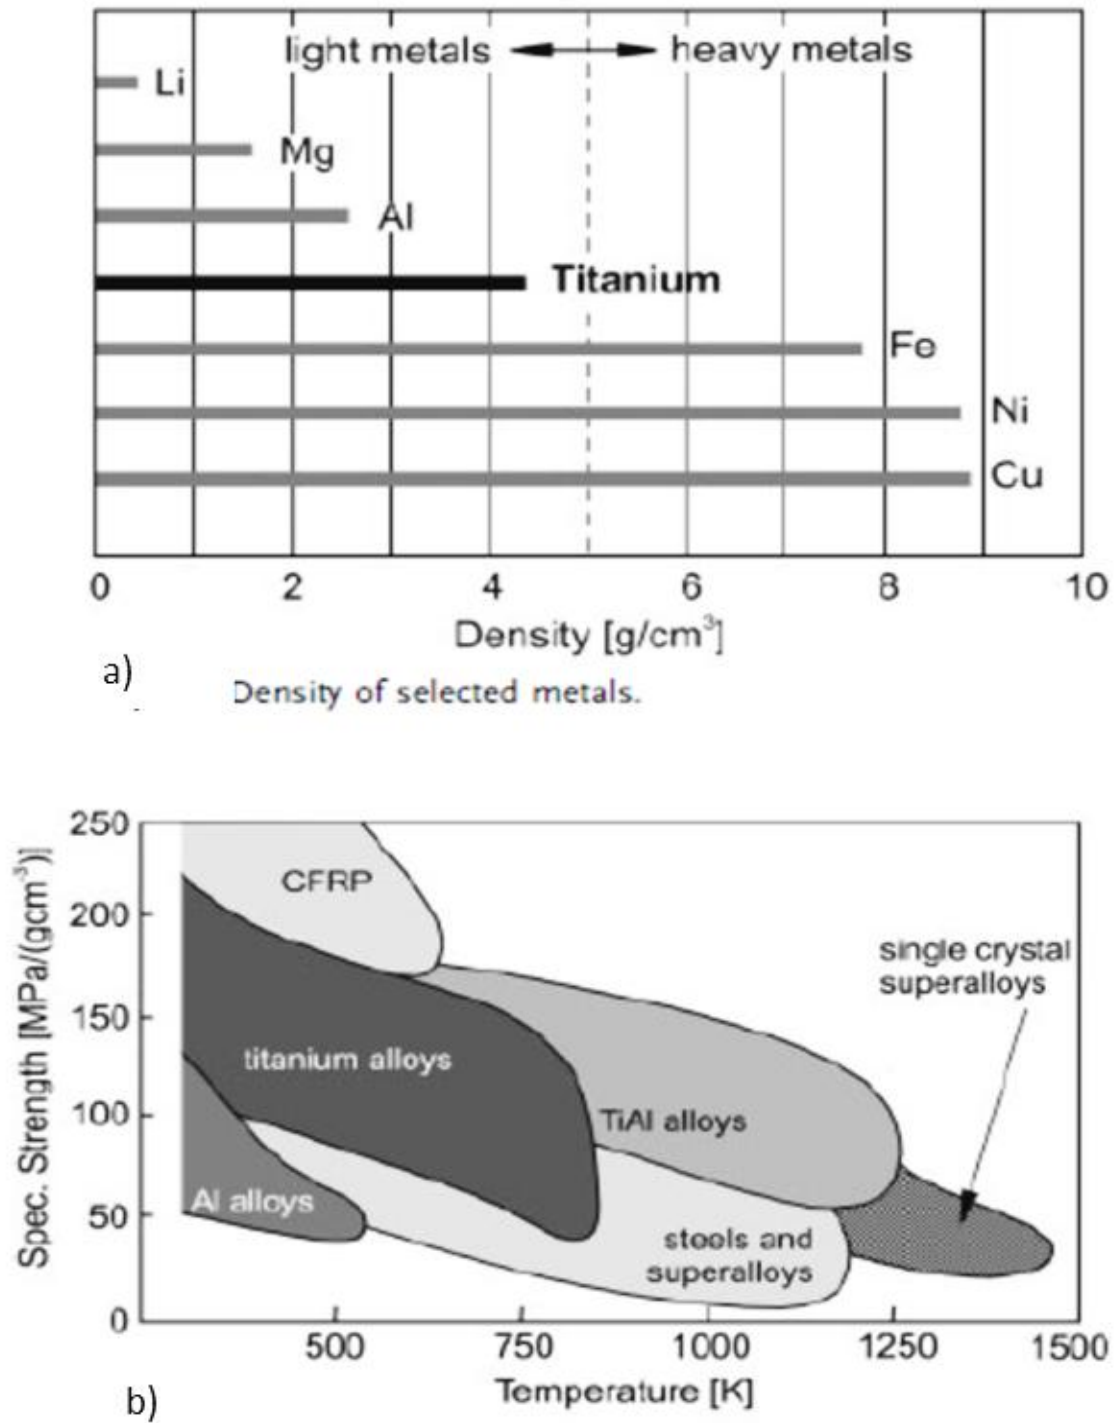 light metals heavy metals
Li
Mg
Al
Titanium
Fe
Ni
Cu
0 2 4 6 8 10
Density [g/cm³]
a)
Density of selected metals.
250
200
150
100
50
0
Spec. Strength [MPa/(gcm⁻³)]
CFRP
single crystal
superalloys
titanium alloys
TiAl alloys
Al alloys
steels and
superalloys
500 750 1000 1250 1500
Temperature [K]
b)